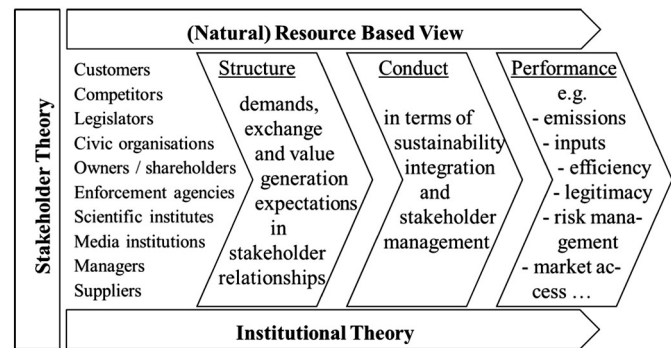 (Natural) Resource Based View
Stakeholder Theory
Customers
Competitors
Legislators
Civic organisations
Owners / shareholders
Enforcement agencies
Scientific institutes
Media institutions
Managers
Suppliers
Structure
demands,
exchange
and value
generation
expectations
in
stakeholder
relationships
Conduct
in terms of
sustainability
integration
and
stakeholder
management
Performance
e.g.
- emissions
- inputs
- efficiency
- legitimacy
- risk mana-
gement
- market ac-
cess …
Institutional Theory